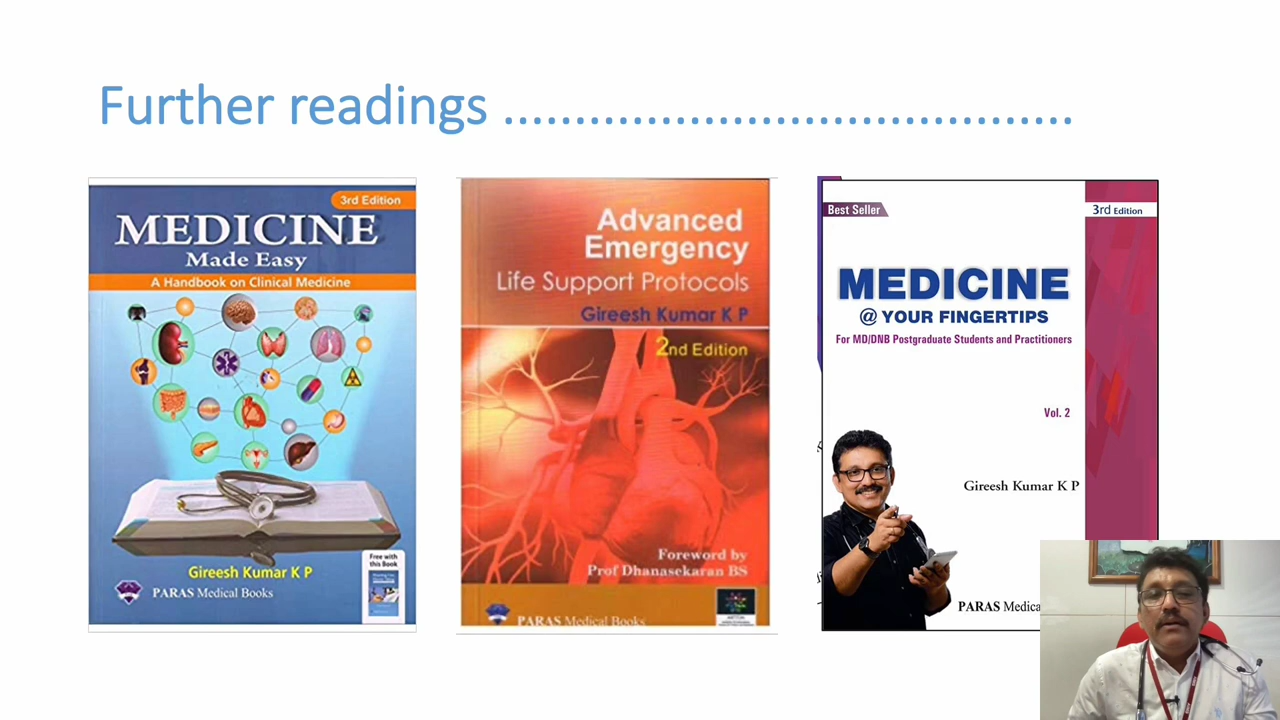 Further readings ........................................
3rd Edition
MEDICINE
Made Easy
A Handbook on Clinical Medicine
Free with
this Book
Gireesh Kumar K P
PARAS Medical Books
Advanced
Emergency
Life Support Protocols
Gireesh Kumar K P
2nd Edition
Foreword by
Prof Dhanasekaran BS
PARAS Medical Books
Best Seller
3rd Edition
MEDICINE
@ YOUR FINGERTIPS
For MD/DNB Postgraduate Students and Practitioners
Vol. 2
Gireesh Kumar K P
PARAS Medica